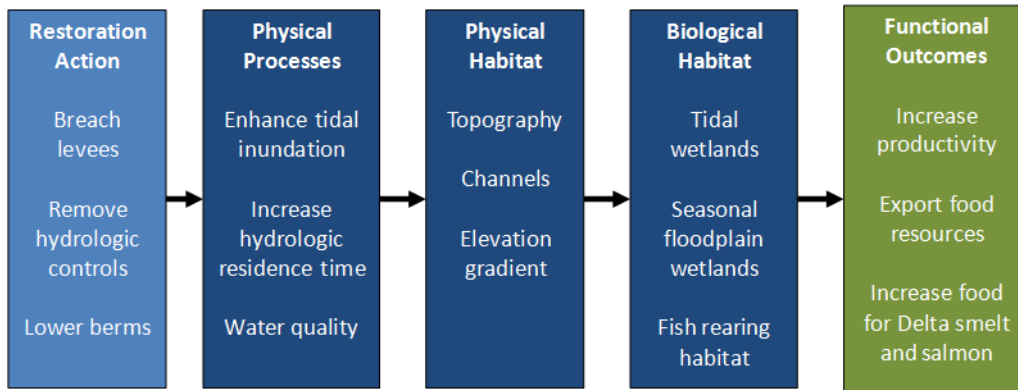 Restoration
Action
Breach
levees
Remove
hydrologic
controls
Lower berms
Physical
Processes
Enhance tidal
inundation
Increase
hydrologic
residence time
Water quality
Physical
Habitat
Topography
Channels
Elevation
gradient
Biological
Habitat
Tidal
wetlands
Seasonal
floodplain
wetlands
Fish rearing
habitat
Functional
Outcomes
Increase
productivity
Export food
resources
Increase food
for Delta smelt
and salmon